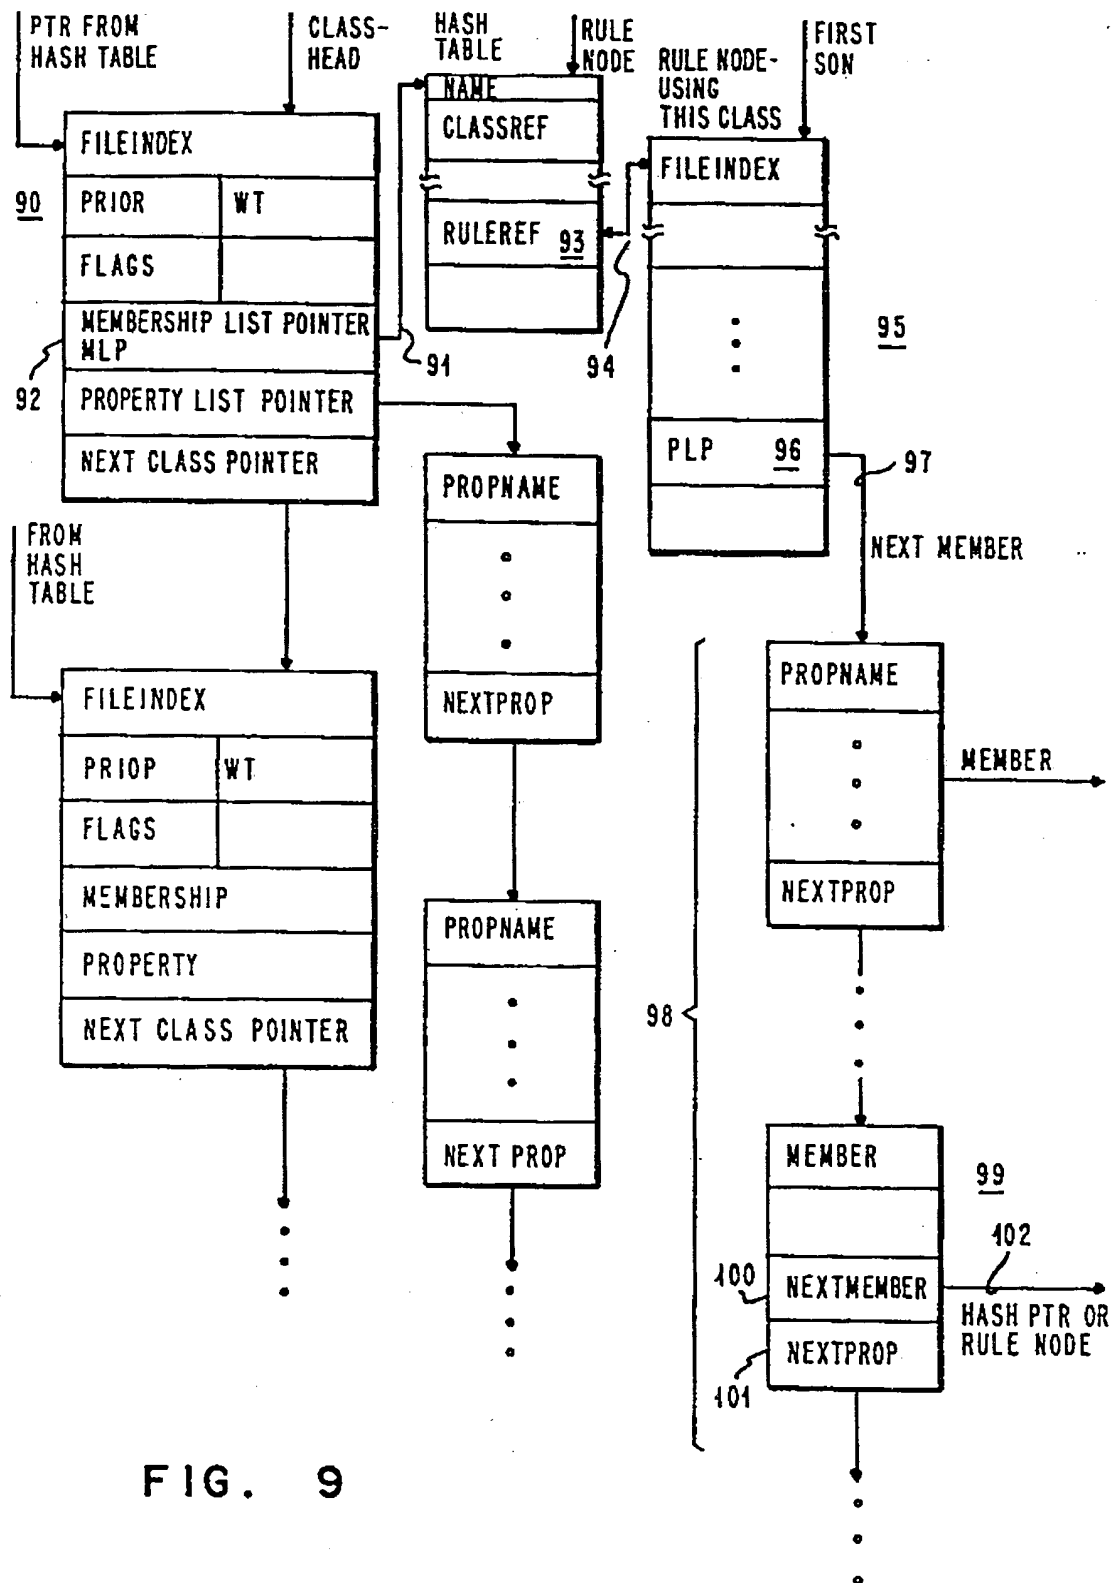 PTR FROM
HASH TABLE
CLASS-
HEAD
HASH
TABLE
RULE
NODE
RULE NODE-
USING
THIS CLASS
FIRST
SON
FILEINDEX
90
PRIOR
WT
FLAGS
MEMBERSHIP LIST POINTER
MLP
92
PROPERTY LIST POINTER
NEXT CLASS POINTER
91
NAME
CLASSREF
RULEREF
93
94
FILEINDEX
95
PLP
96
97
NEXT MEMBER
FROM
HASH
TABLE
FILEINDEX
PRIOP
WT
FLAGS
MEMBERSHIP
PROPERTY
NEXT CLASS POINTER
PROPNAME
NEXTPROP
PROPNAME
NEXT PROP
98
PROPNAME
MEMBER
NEXTPROP
MEMBER
99
100
NEXTMEMBER
102
HASH PTR OR
RULE NODE
101
NEXTPROP
FIG. 9